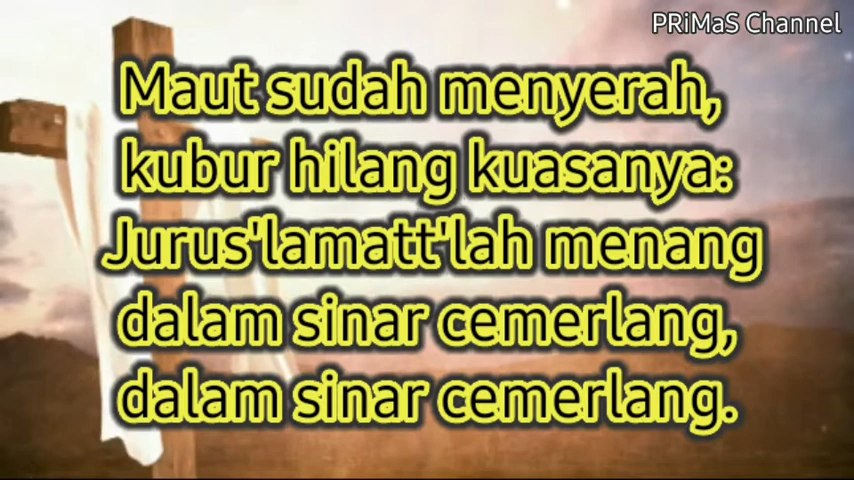 PRiMaS Channel
Maut sudah menyerah,
kubur hilang kuasanya:
Jurus'lamatt'lah menang
dalam sinar cemerlang,
dalam sinar cemerlang.